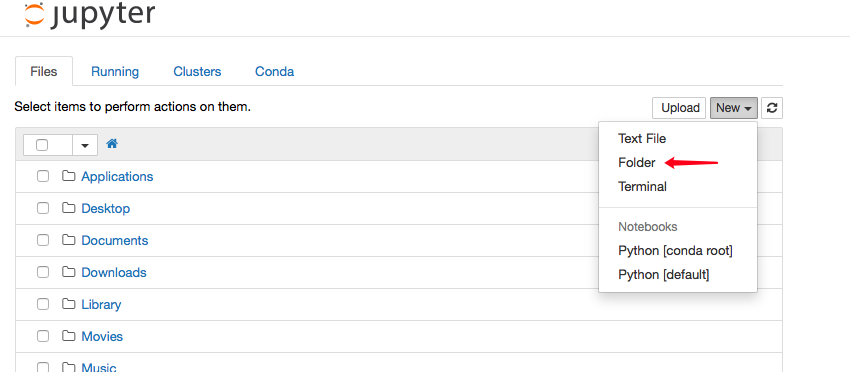 jupyter
Files Running Clusters Conda
Select items to perform actions on them.
Upload New
Text File
Folder
Terminal
Notebooks
Python [conda root]
Python [default]
Applications
Desktop
Documents
Downloads
Library
Movies
Music